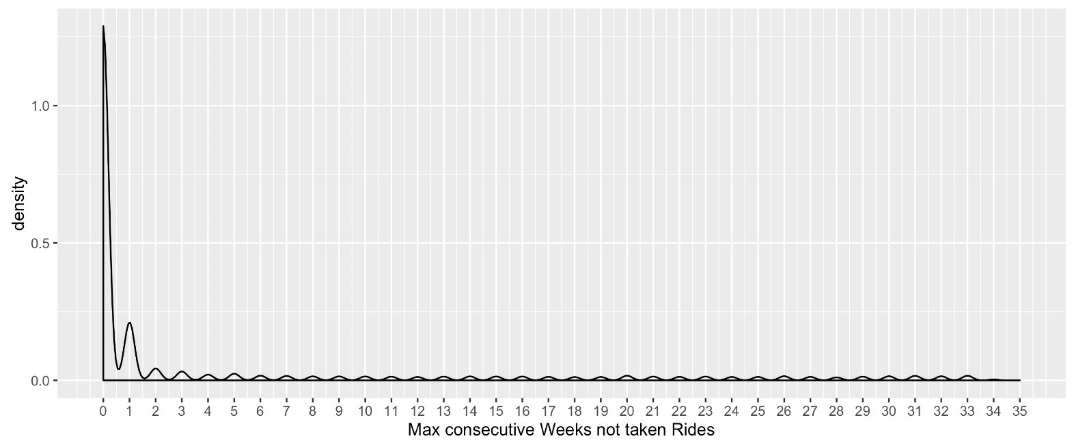 density
1.0
0.5
0.0
0 1 2 3 4 5 6 7 8 9 10 11 12 13 14 15 16 17 18 19 20 21 22 23 24 25 26 27 28 29 30 31 32 33 34 35
Max consecutive Weeks not taken Rides